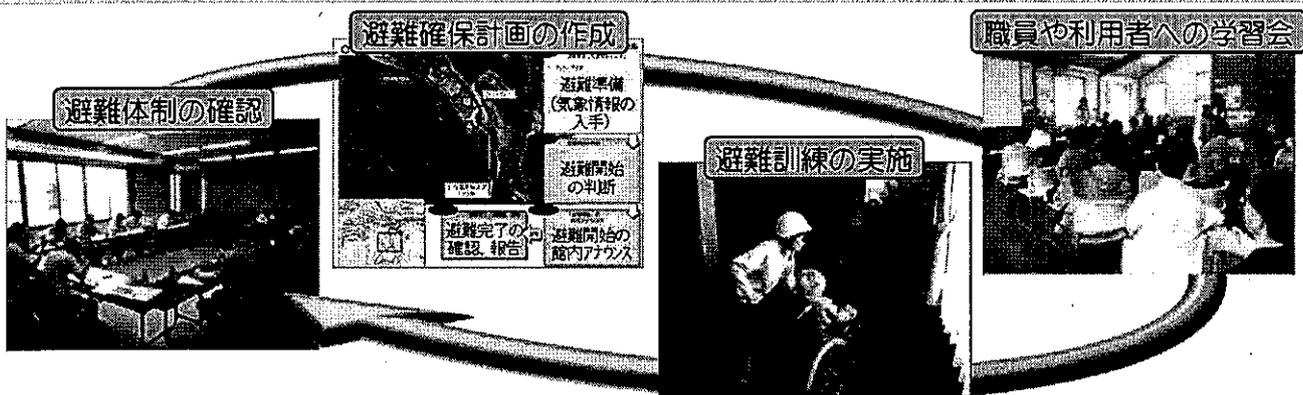 避難確保計画の作成
職員や利用者への学習会
避難体制の確認
避難準備
(気象情報の
入手)
避難開始
の判断
避難訓練の実施
避難完了の
確認、報告
避難開始の
館内アナウンス